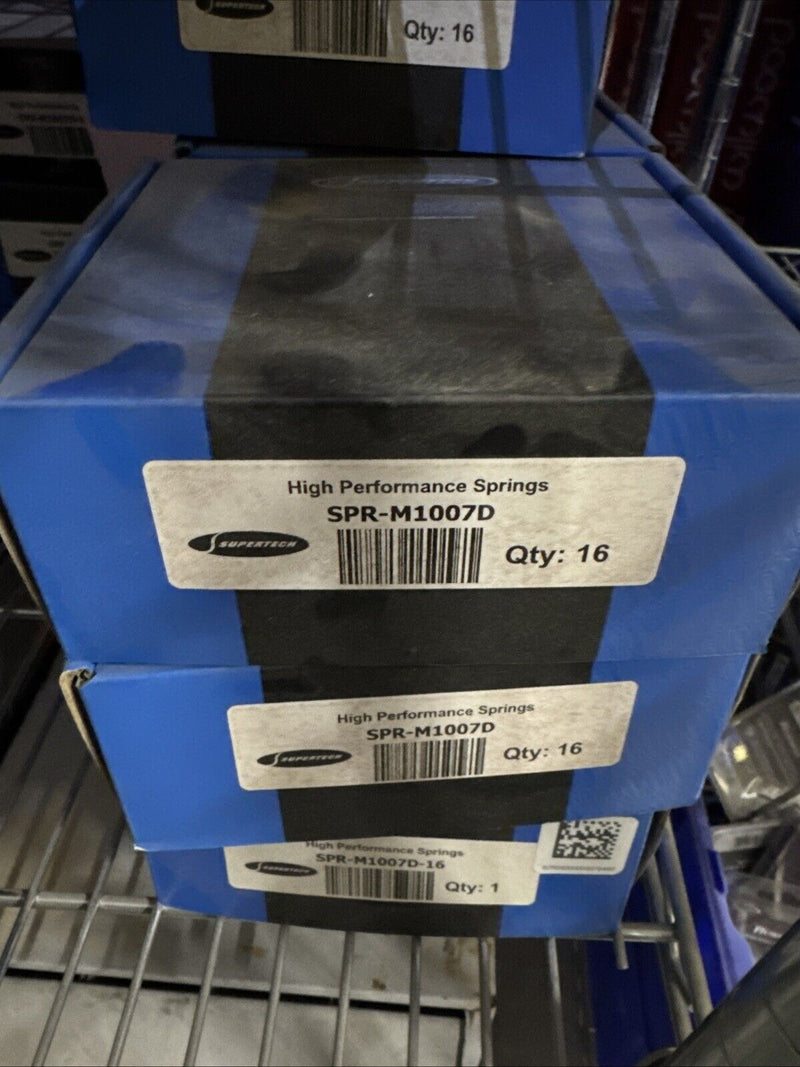 SUPERTECH
Qty: 16
High Performance Springs
SPR-M1007D
SUPERTECH
Qty: 16
High Performance Springs
SPR-M1007D
SUPERTECH
Qty: 16
High Performance Springs
SPR-M1007D-16
SUPERTECH
Qty: 1